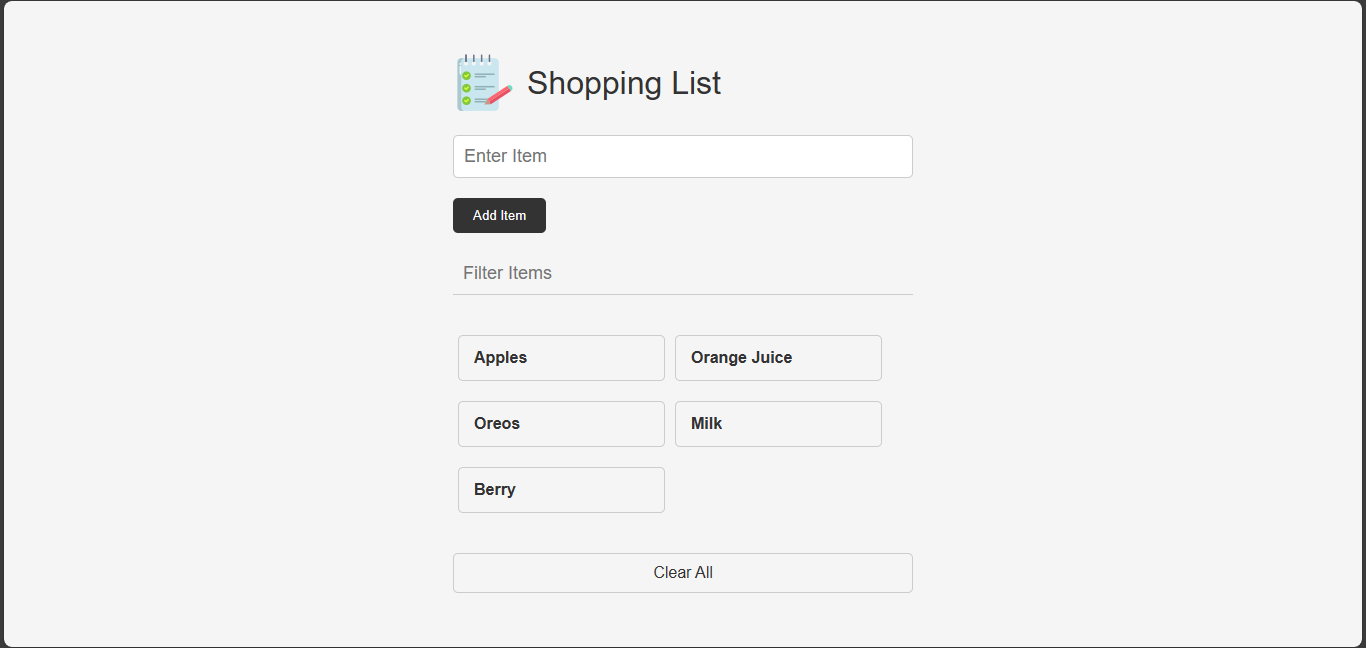 Shopping List
Enter Item
Add Item
Filter Items
Apples
Orange Juice
Oreos
Milk
Berry
Clear All